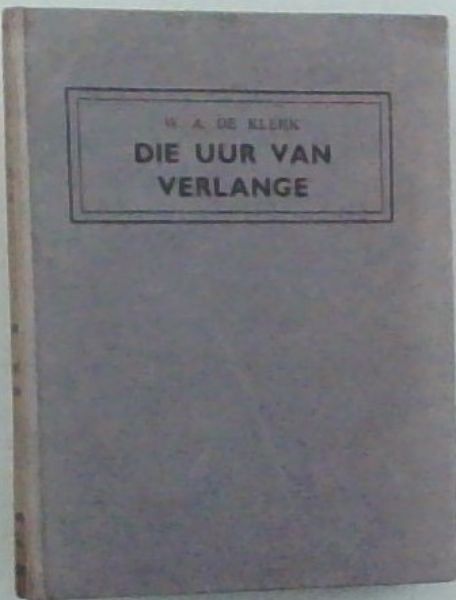 W. A. DE KLERK
DIE UUR VAN
VERLANGE